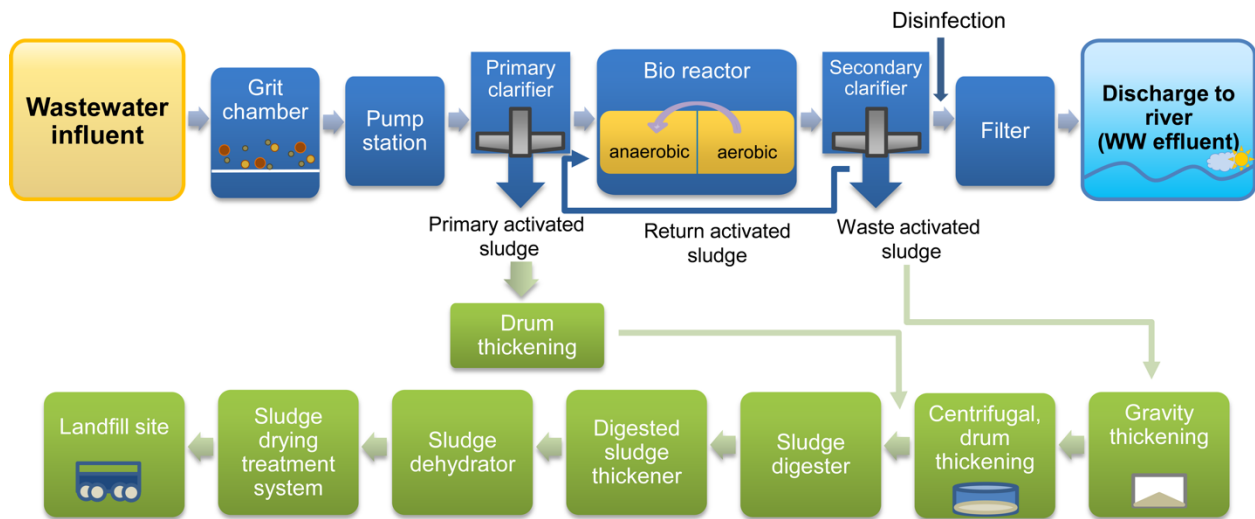 Disinfection
Wastewater
influent
Grit
chamber
Pump
station
Primary
clarifier
Bio reactor
anaerobic
aerobic
Secondary
clarifier
Filter
Discharge to
river
(WW effluent)
Primary activated
sludge
Return activated
sludge
Waste activated
sludge
Drum
thickening
Landfill site
Sludge
drying
treatment
system
Sludge
dehydrator
Digested
sludge
thickener
Sludge
digester
Centrifugal,
drum
thickening
Gravity
thickening